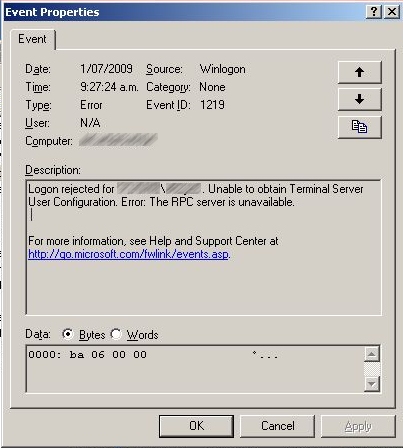 Event Properties
Event
Date: 1/07/2009 Source: Winlogon
Time: 9:27:24 a.m. Category: None
Type: Error Event ID: 1219
User: N/A
Computer:
Description:
Logon rejected for \ . Unable to obtain Terminal Server
User Configuration. Error: The RPC server is unavailable.
For more information, see Help and Support Center at
http://go.microsoft.com/fwlink/events.asp.
Data: Bytes Words
0000: ba 06 00 00 °...
OK Cancel Apply